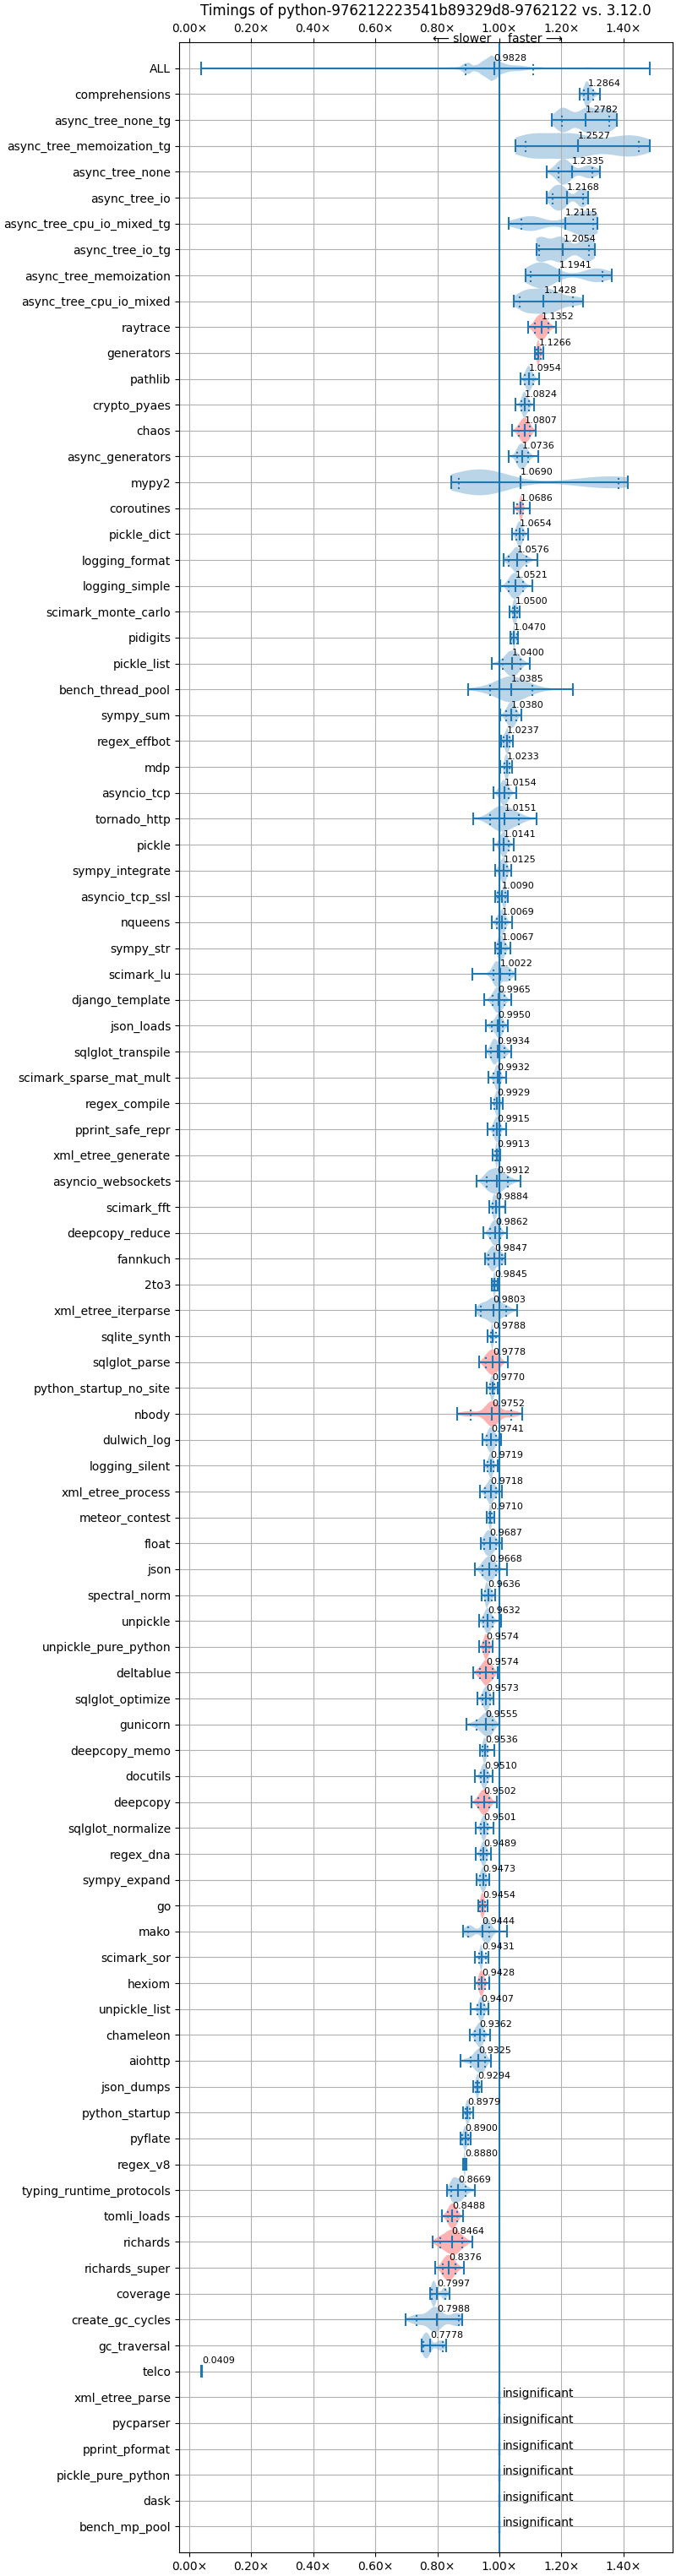 Timings of python-976212223541b89329d8-9762122 vs. 3.12.0
0.00× 0.20× 0.40× 0.60× 0.80× 1.00× 1.20× 1.40×
← slower faster →
ALL 0.9828
comprehensions 1.2864
async_tree_none_tg 1.2782
async_tree_memoization_tg 1.2527
async_tree_none 1.2335
async_tree_io 1.2168
async_tree_cpu_io_mixed_tg 1.2115
async_tree_io_tg 1.2054
async_tree_memoization 1.1941
async_tree_cpu_io_mixed 1.1428
raytrace 1.1352
generators 1.1266
pathlib 1.0954
crypto_pyaes 1.0824
chaos 1.0807
async_generators 1.0736
mypy2 1.0690
coroutines 1.0686
pickle_dict 1.0654
logging_format 1.0576
logging_simple 1.0521
scimark_monte_carlo 1.0500
pidigits 1.0470
pickle_list 1.0400
bench_thread_pool 1.0385
sympy_sum 1.0380
regex_effbot 1.0237
mdp 1.0233
asyncio_tcp 1.0154
tornado_http 1.0151
pickle 1.0141
sympy_integrate 1.0125
asyncio_tcp_ssl 1.0090
nqueens 1.0069
sympy_str 1.0067
scimark_lu 1.0022
django_template 0.9965
json_loads 0.9950
sqlglot_transpile 0.9934
scimark_sparse_mat_mult 0.9932
regex_compile 0.9929
pprint_safe_repr 0.9915
xml_etree_generate 0.9913
asyncio_websockets 0.9912
scimark_fft 0.9884
deepcopy_reduce 0.9862
fannkuch 0.9847
2to3 0.9845
xml_etree_iterparse 0.9803
sqlite_synth 0.9788
sqlglot_parse 0.9778
python_startup_no_site 0.9770
nbody 0.9752
dulwich_log 0.9741
logging_silent 0.9719
xml_etree_process 0.9718
meteor_contest 0.9710
float 0.9687
json 0.9668
spectral_norm 0.9636
unpickle 0.9632
unpickle_pure_python 0.9574
deltablue 0.9574
sqlglot_optimize 0.9573
gunicorn 0.9555
deepcopy_memo 0.9536
docutils 0.9510
deepcopy 0.9502
sqlglot_normalize 0.9501
regex_dna 0.9489
sympy_expand 0.9473
go 0.9454
mako 0.9444
scimark_sor 0.9431
hexiom 0.9428
unpickle_list 0.9407
chameleon 0.9362
aiohttp 0.9325
json_dumps 0.9294
python_startup 0.8979
pyflate 0.8900
regex_v8 0.8880
typing_runtime_protocols 0.8669
tomli_loads 0.8488
richards 0.8464
richards_super 0.8376
coverage 0.7997
create_gc_cycles 0.7988
gc_traversal 0.7778
telco 0.0409
xml_etree_parse insignificant
pycparser insignificant
pprint_pformat insignificant
pickle_pure_python insignificant
dask insignificant
bench_mp_pool insignificant
0.00× 0.20× 0.40× 0.60× 0.80× 1.00× 1.20× 1.40×